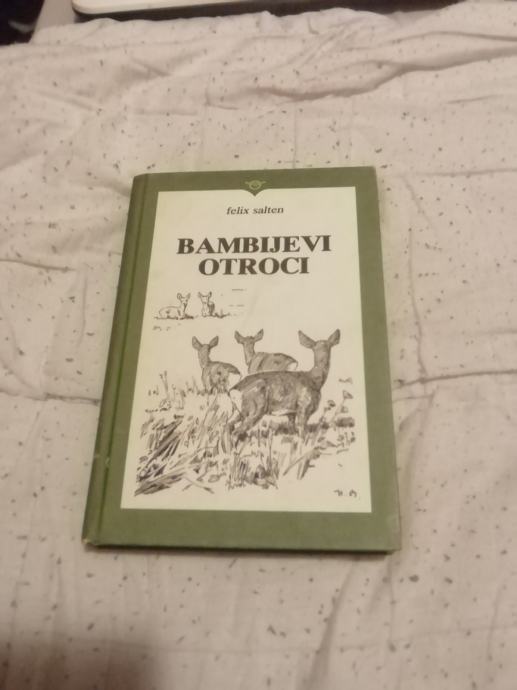 felix salten
BAMBIJEVI
OTROCI